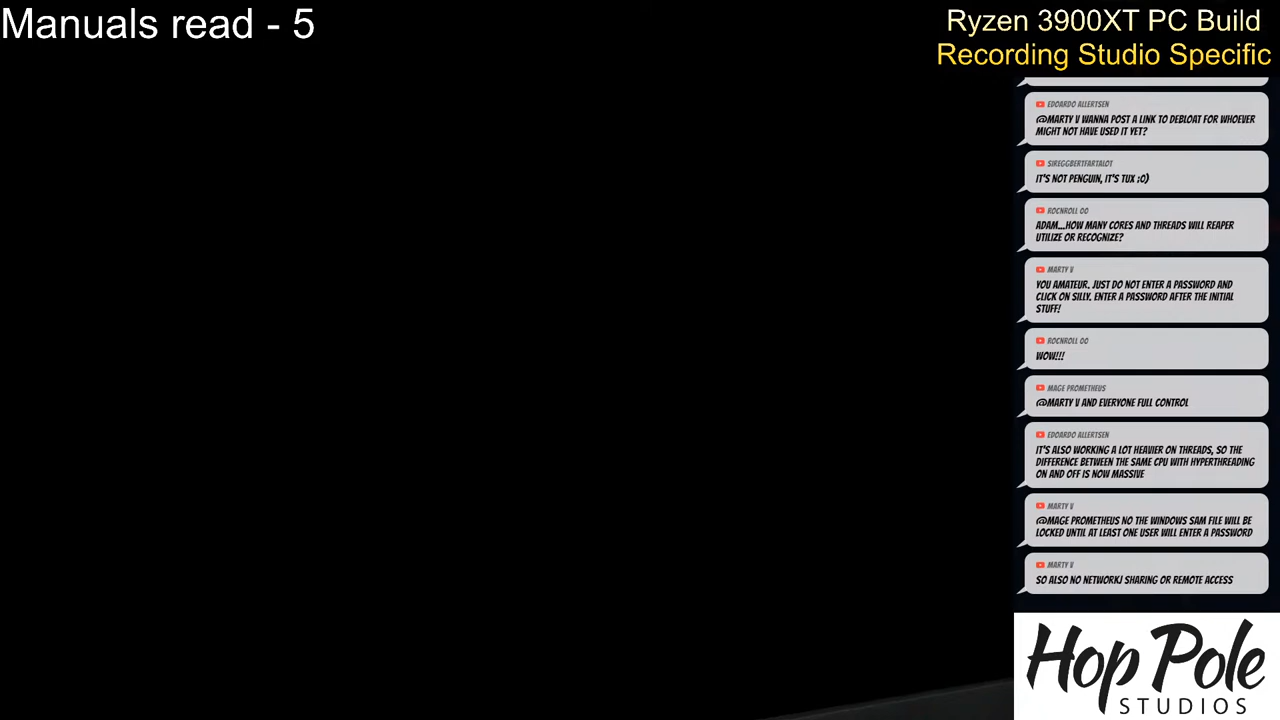 Manuals read - 5
Ryzen 3900XT PC Build
Recording Studio Specific
EDOARDO ALLERTSEN
@MARTY V WANNA POST A LINK TO DEBLOAT FOR WHOEVER
MIGHT NOT HAVE USED IT YET?
SIREGGBERTFARTALOT
IT'S NOT PENGUIN, IT'S TUX ;O)
ROCNROLL OO
ADAM...HOW MANY CORES AND THREADS WILL REAPER
UTILIZE OR RECOGNIZE?
MARTY V
YOU AMATEUR. JUST DO NOT ENTER A PASSWORD AND
CLICK ON SILLY. ENTER A PASSWORD AFTER THE INITIAL
STUFF!
ROCNROLL OO
WOW!!!
MAGE PROMETHEUS
@MARTY V AND EVERYONE FULL CONTROL
EDOARDO ALLERTSEN
IT'S ALSO WORKING A LOT HEAVIER ON THREADS, SO THE
DIFFERENCE BETWEEN THE SAME CPU WITH HYPERTHREADING
ON AND OFF IS NOW MASSIVE
MARTY V
@MAGE PROMETHEUS NO THE WINDOWS SAM FILE WILL BE
LOCKED UNTIL AT LEAST ONE USER WILL ENTER A PASSWORD
MARTY V
SO ALSO NO NETWORKJ SHARING OR REMOTE ACCESS
Hop Pole
STUDIOS